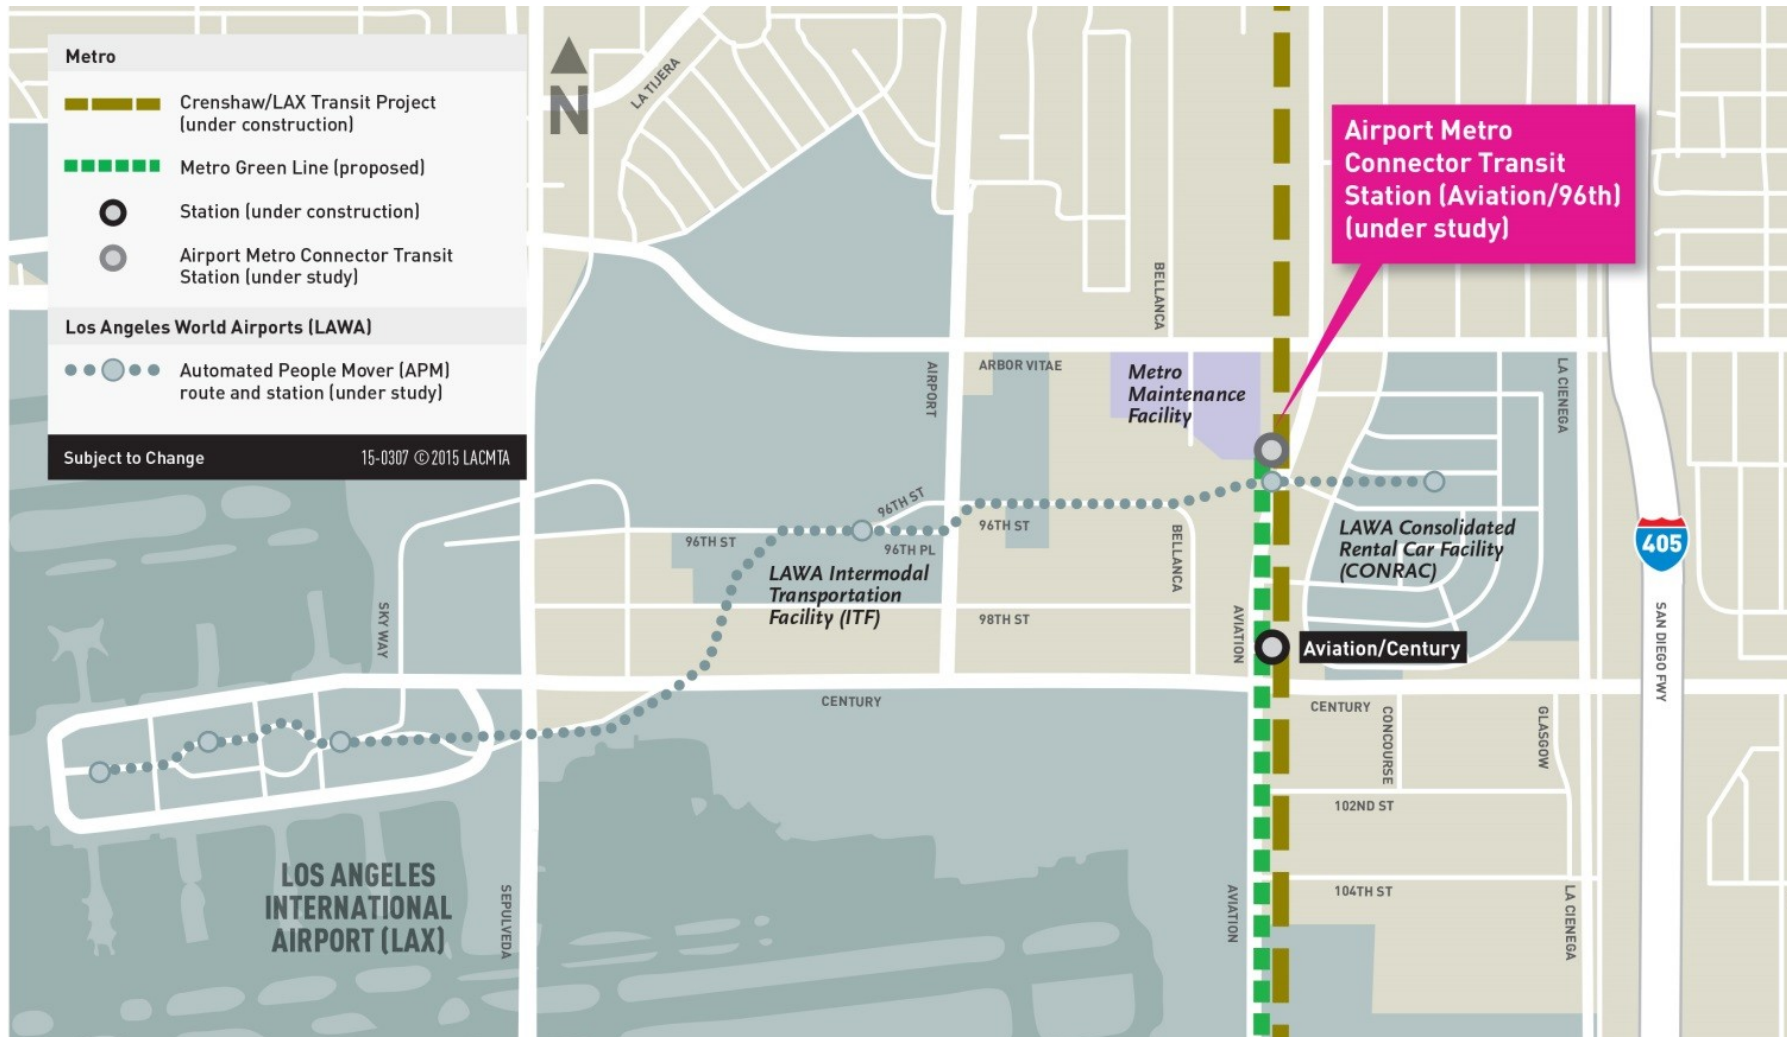 Metro
Crenshaw/LAX Transit Project
(under construction)
Metro Green Line (proposed)
Station (under construction)
Airport Metro Connector Transit
Station (under study)
Los Angeles World Airports (LAWA)
Automated People Mover (APM)
route and station (under study)
Subject to Change
15-0307 ©2015 LACMTA
N
LA TIJERA
Airport Metro
Connector Transit
Station (Aviation/96th)
(under study)
BELLANCA
ARBOR VITAE
AIRPORT
Metro
Maintenance
Facility
LA CIENEGA
96TH ST
96TH ST
96TH ST
96TH PL
BELLANCA
LAWA Consolidated
Rental Car Facility
(CONRAC)
405
LAWA Intermodal
Transportation
Facility (ITF)
SKY WAY
98TH ST
AVIATION
Aviation/Century
SAN DIEGO FWY
CENTURY
CENTURY
CONCOURSE
GLASGOW
102ND ST
104TH ST
LOS ANGELES
INTERNATIONAL
AIRPORT (LAX)
SEPULVEDA
AVIATION
LA CIENEGA